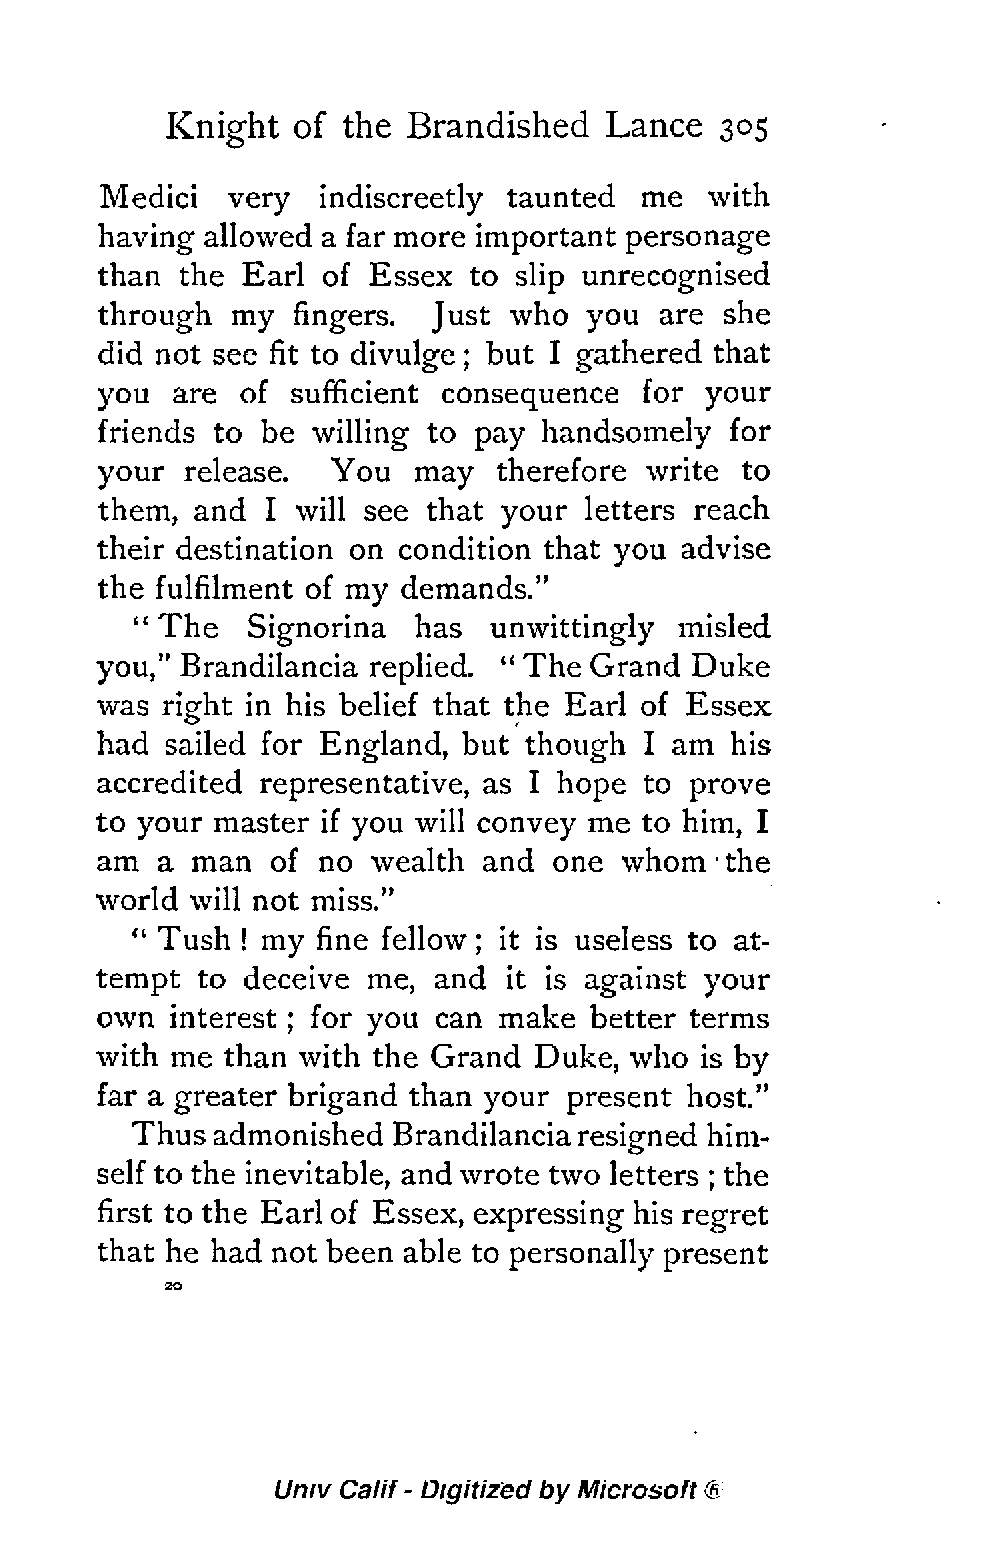 Knight of the Brandished Lance 305
Medici very indiscreetly taunted me with
having allowed a far more important personage
than the Earl of Essex to slip unrecognised
through my fingers. Just who you are she
did not see fit to divulge; but I gathered that
you are of sufficient consequence for your
friends to be willing to pay handsomely for
your release. You may therefore write to
them, and I will see that your letters reach
their destination on condition that you advise
the fulfilment of my demands."
"The Signorina has unwittingly misled
you," Brandilancia replied. "The Grand Duke
was right in his belief that the Earl of Essex
had sailed for England, but though I am his
accredited representative, as I hope to prove
to your master if you will convey me to him, I
am a man of no wealth and one whom the
world will not miss."
"Tush! my fine fellow; it is useless to at-
tempt to deceive me, and it is against your
own interest; for you can make better terms
with me than with the Grand Duke, who is by
far a greater brigand than your present host."
Thus admonished Brandilancia resigned him-
self to the inevitable, and wrote two letters; the
first to the Earl of Essex, expressing his regret
that he had not been able to personally present
20
Univ Calif - Digitized by Microsoft ®